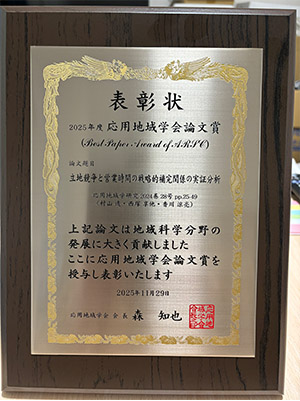 表彰状
2025年度 応用地域学会論文賞
(Best Paper Award of ARSC)
論文題目
立地競争と営業時間の戦略的補完関係の実証分析
応用地域学研究 2024巻 28号 pp.25-49
上記論文は地域科学分野の
発展に大きく貢献しました
ここに応用地域学会論文賞を
授与し表彰いたします
2025年11月29日
応用地域学会 会長 森 知也